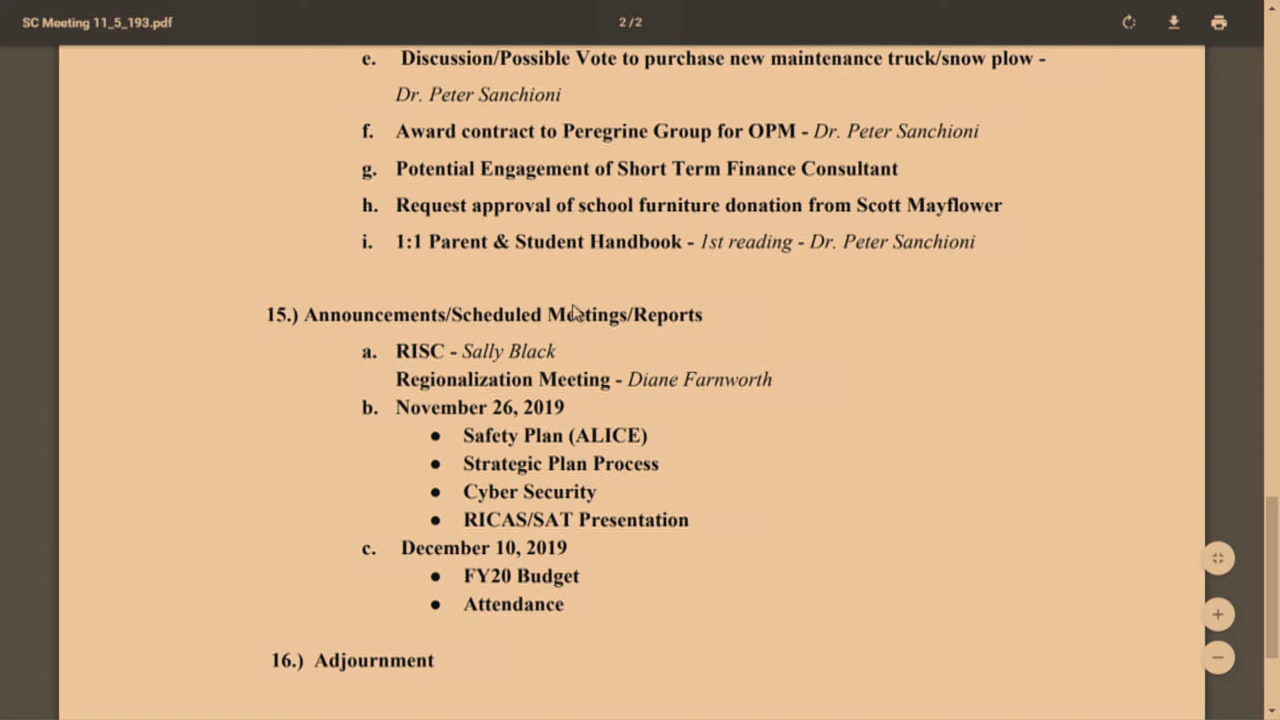 SC Meeting 11_5_193.pdf
2/2
e. Discussion/Possible Vote to purchase new maintenance truck/snow plow -
Dr. Peter Sanchioni
f. Award contract to Peregrine Group for OPM - Dr. Peter Sanchioni
g. Potential Engagement of Short Term Finance Consultant
h. Request approval of school furniture donation from Scott Mayflower
i. 1:1 Parent & Student Handbook - 1st reading - Dr. Peter Sanchioni
15.) Announcements/Scheduled Meetings/Reports
a. RISC - Sally Black
Regionalization Meeting - Diane Farnworth
b. November 26, 2019
● Safety Plan (ALICE)
● Strategic Plan Process
● Cyber Security
● RICAS/SAT Presentation
c. December 10, 2019
● FY20 Budget
● Attendance
16.) Adjournment